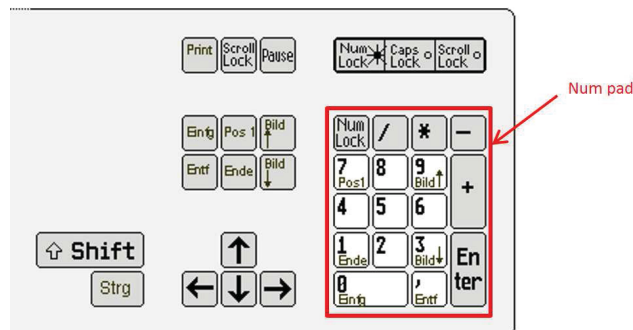 Print Scroll Lock Pause
Num Lock Caps Lock Scroll Lock
Num pad
Einfg Pos 1 Bild ↑
Entf Ende Bild ↓
Num Lock / * -
7 Pos1 8 9 Bild↑ +
4 5 6
1 Ende 2 3 Bild↓ Enter
0 Einfg , Entf
⇧ Shift ↑
Strg ← ↓ →